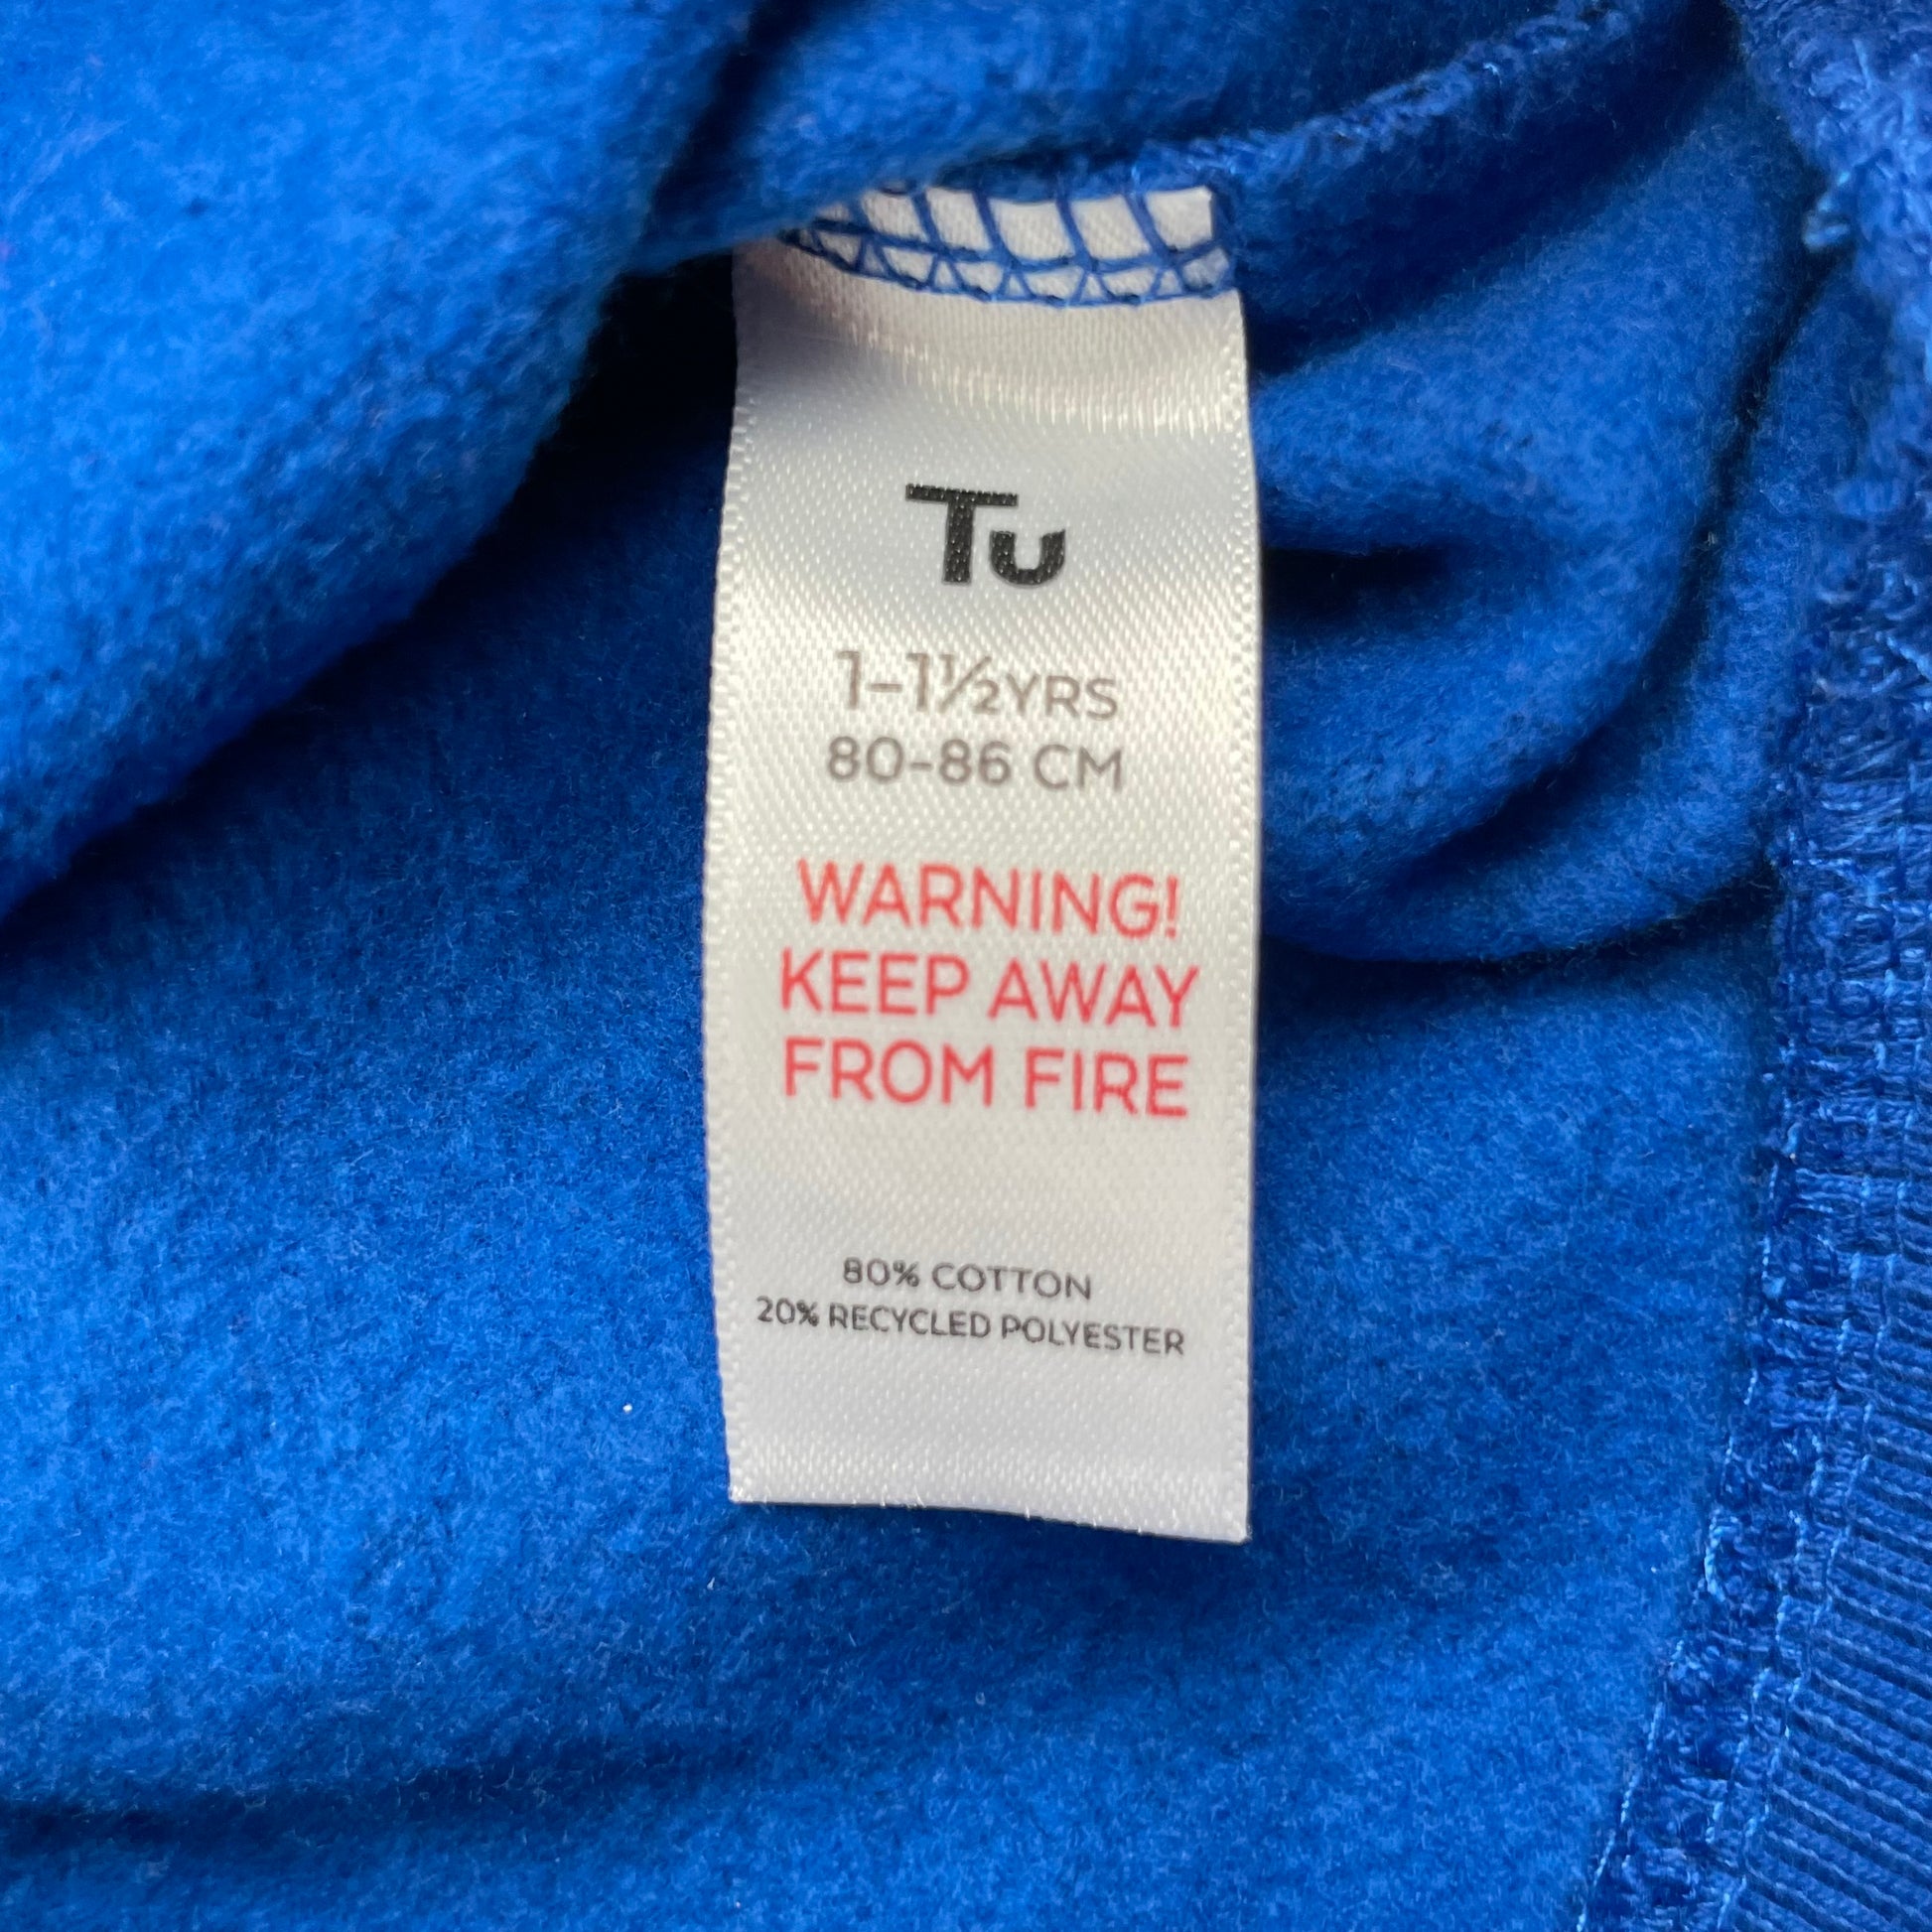 Tu
1-1½YRS
80-86 CM
WARNING!
KEEP AWAY
FROM FIRE
80% COTTON
20% RECYCLED POLYESTER